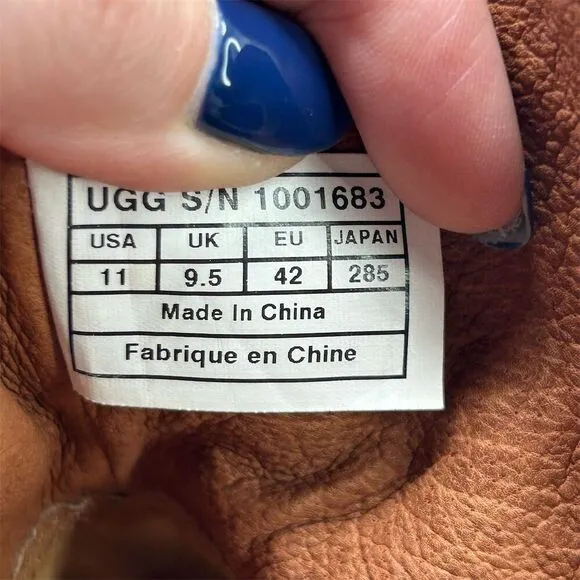 UGG S/N 1001683
USA UK EU JAPAN
11 9.5 42 285
Made In China
Fabrique en Chine